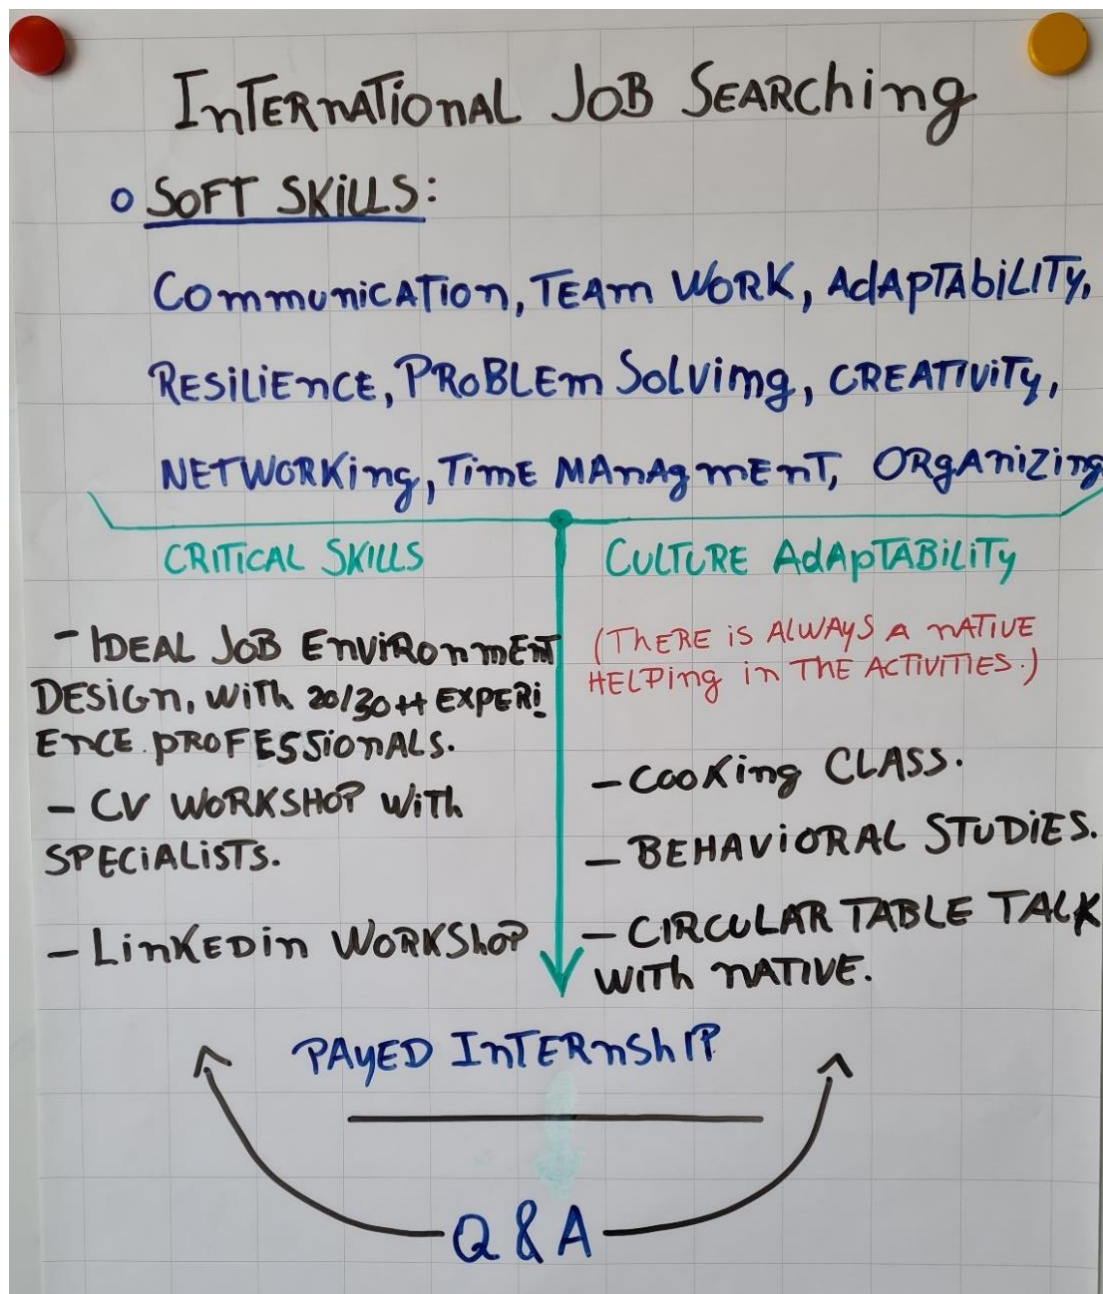 InTERnATionAL JoB SEARChing
o SoFT SKiLLS:
CommunicATion, TEAm WoRK, AdApTAbiLITy,
RESiLiEnCE, PRoBLEm SoLvimg, CREATIViTy,
NETWoRKing, TimE MAnAgmEnT, ORgAniZing
CRITICAL SKILLS
- IDEAL JoB EnviRonmEnT
DESIGn, WiTh 20/30++ EXPERi
EnCE PROFESSionALS.
- CV WoRKSHoP WiTh
SPECiALiSTS.
- LinKEDin WoRKShoP
CULTURE AdApTABILITy
(THERE iS ALWAyS A nATiVE
HELPing in THE ACTiViTiES.)
- CooKing CLASS.
- BEHAViORAL STUDiES.
- CiRCULAR TABLE TALK
WiTh nATIVE.
PAyED InTERnShIP
Q & A